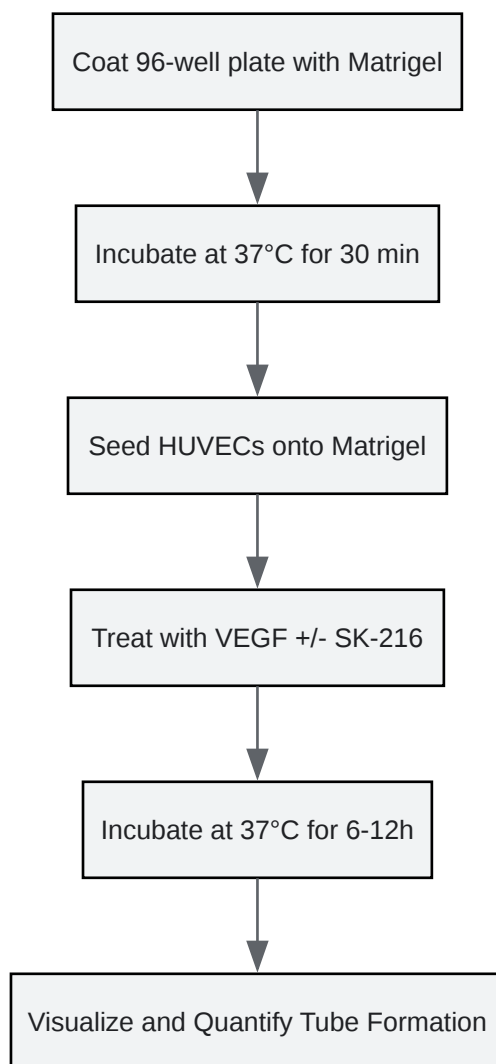 Coat 96-well plate with Matrigel
Incubate at 37°C for 30 min
Seed HUVECs onto Matrigel
Treat with VEGF +/- SK-216
Incubate at 37°C for 6-12h
Visualize and Quantify Tube Formation